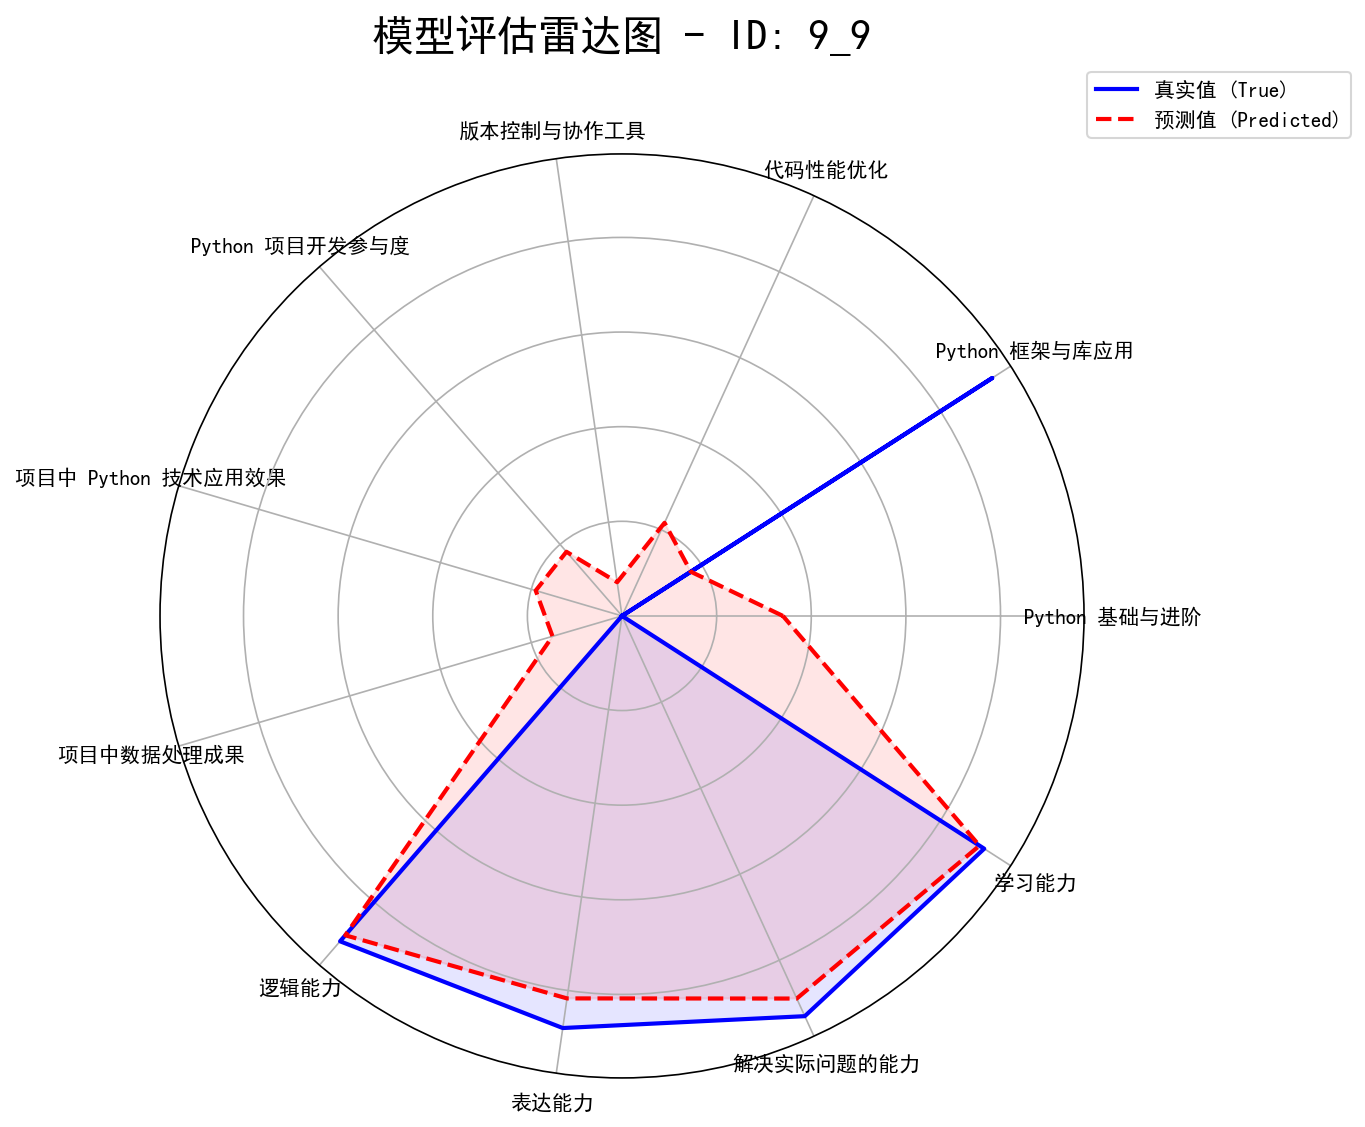 模型评估雷达图 - ID: 9_9
真实值 (True)
预测值 (Predicted)
版本控制与协作工具
代码性能优化
Python 项目开发参与度
Python 框架与库应用
项目中 Python 技术应用效果
Python 基础与进阶
项目中数据处理成果
学习能力
逻辑能力
解决实际问题的能力
表达能力